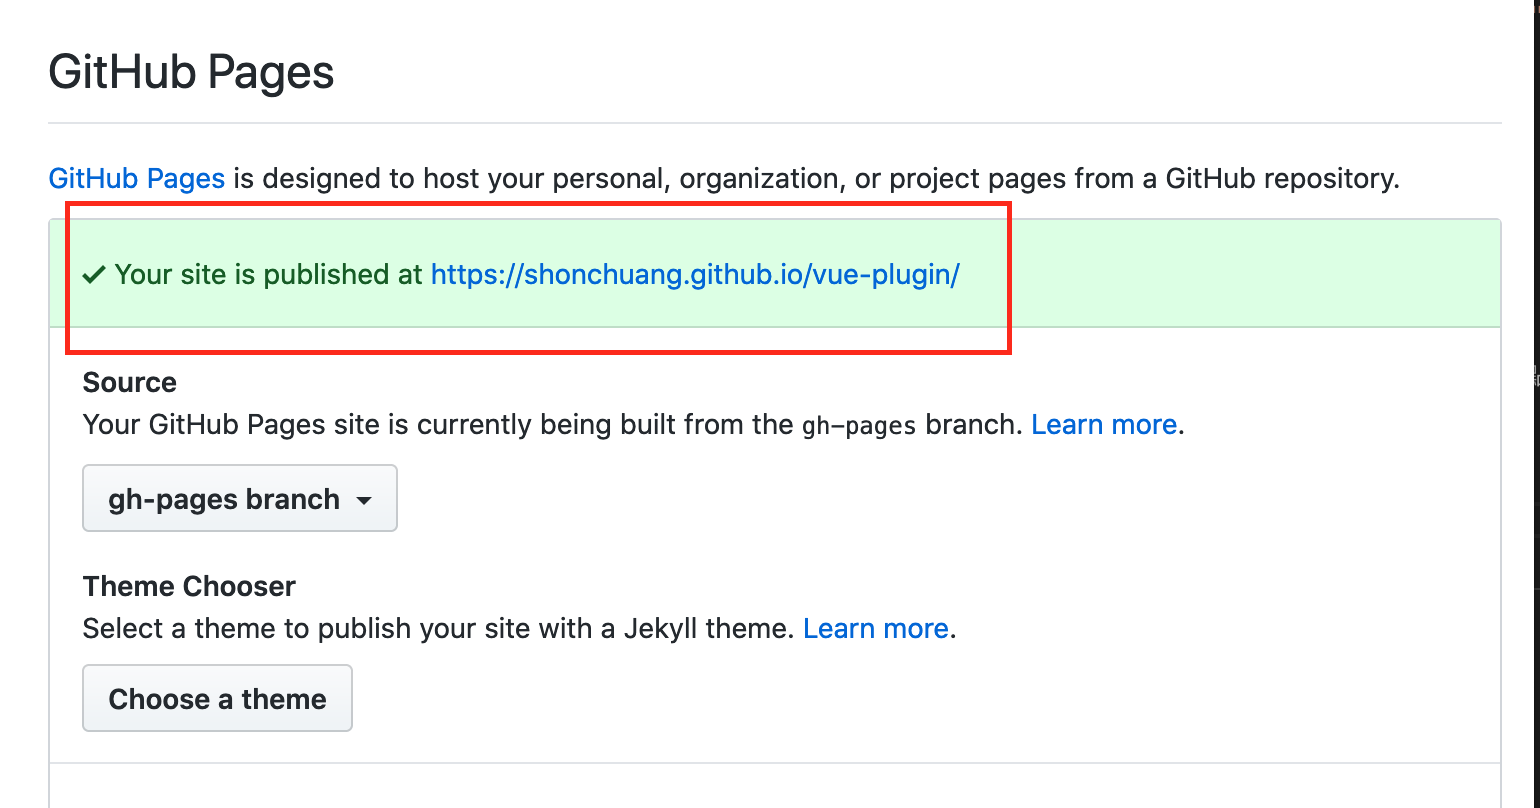 GitHub Pages
GitHub Pages is designed to host your personal, organization, or project pages from a GitHub repository.
Your site is published at https://shonchuang.github.io/vue-plugin/
Source
Your GitHub Pages site is currently being built from the gh-pages branch. Learn more.
gh-pages branch
Theme Chooser
Select a theme to publish your site with a Jekyll theme. Learn more.
Choose a theme